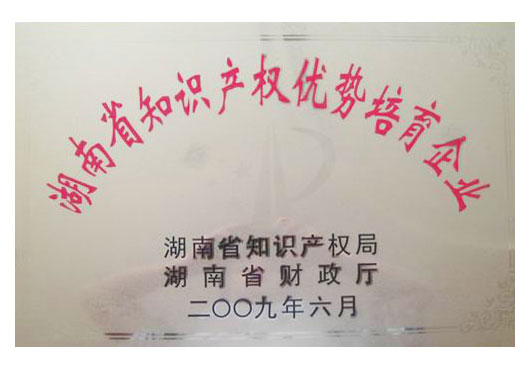 湖南省知识产权优势培育企业
湖南省知识产权局
湖南省财政厅
二〇〇九年六月